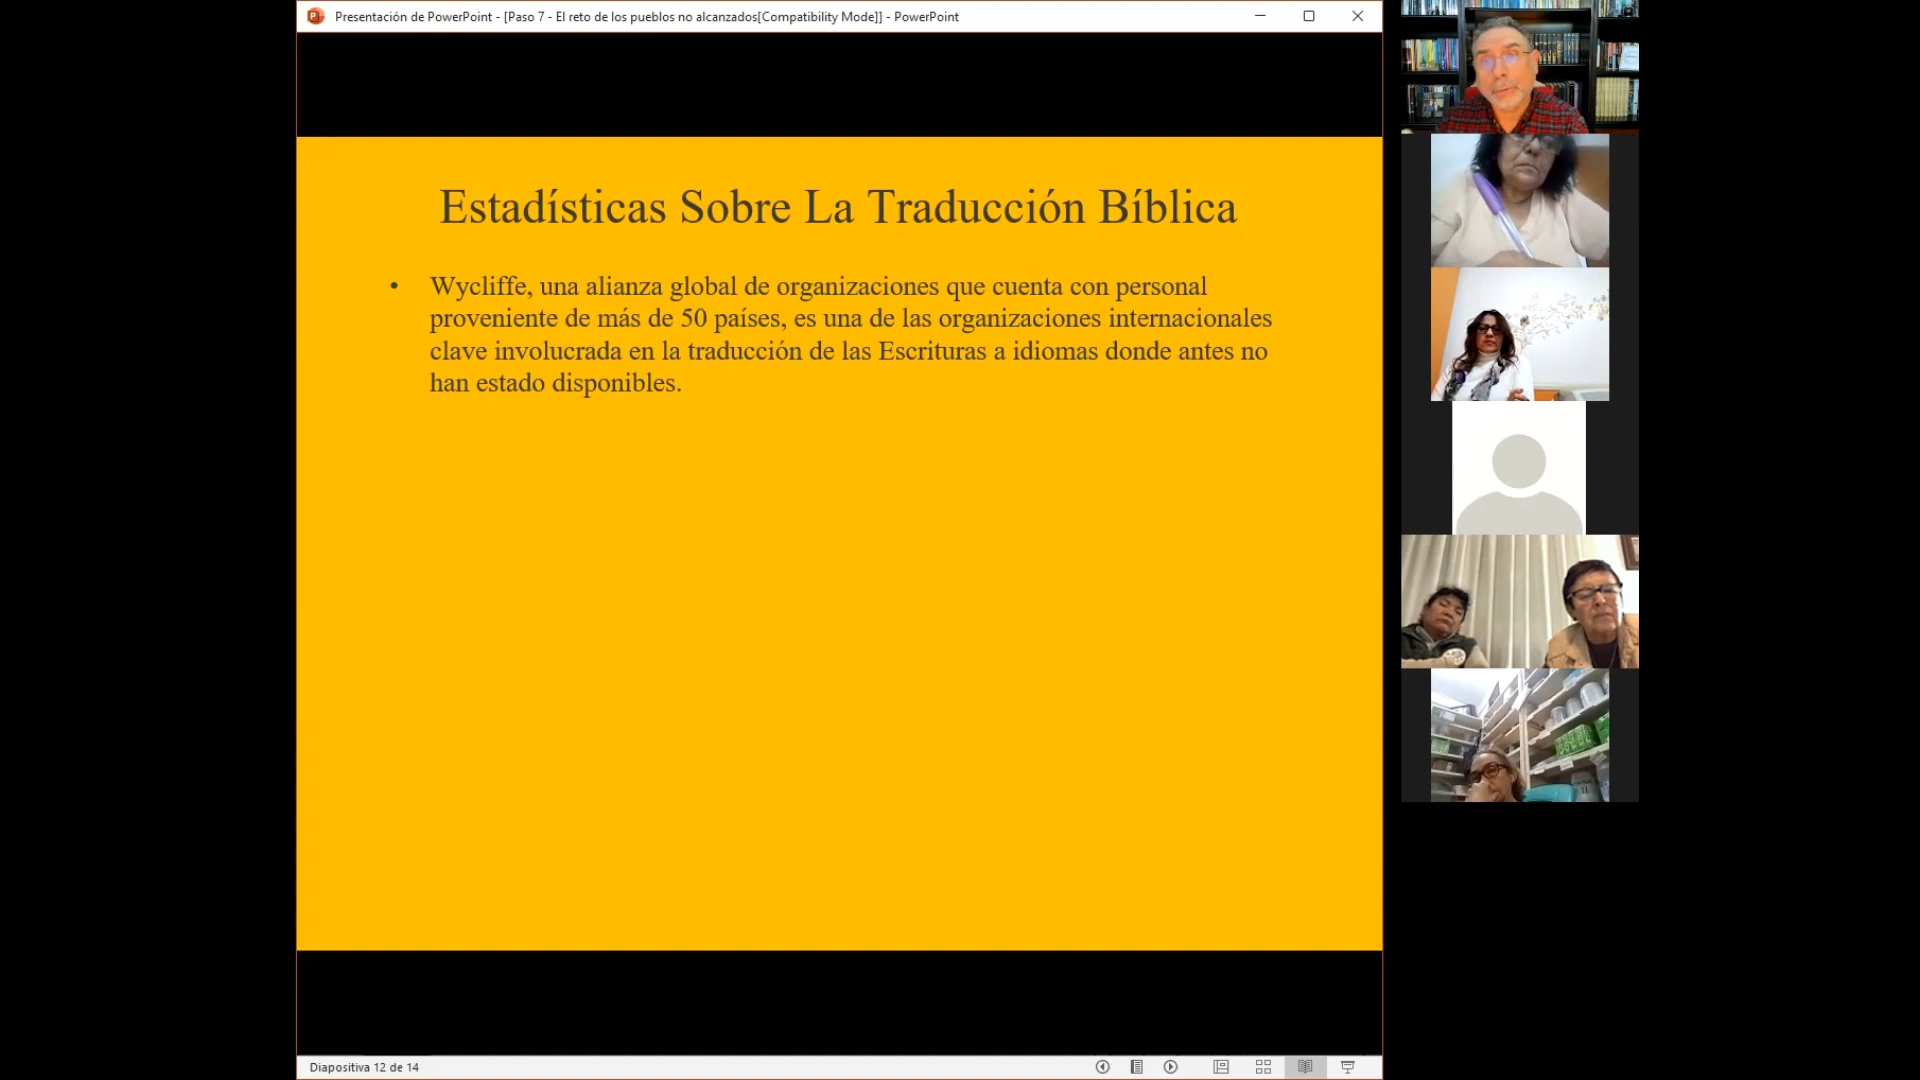 Presentación de PowerPoint - [Paso 7 - El reto de los pueblos no alcanzados[Compatibility Mode]] - PowerPoint
Estadísticas Sobre La Traducción Bíblica
• Wycliffe, una alianza global de organizaciones que cuenta con personal
proveniente de más de 50 países, es una de las organizaciones internacionales
clave involucrada en la traducción de las Escrituras a idiomas donde antes no
han estado disponibles.
Diapositiva 12 de 14